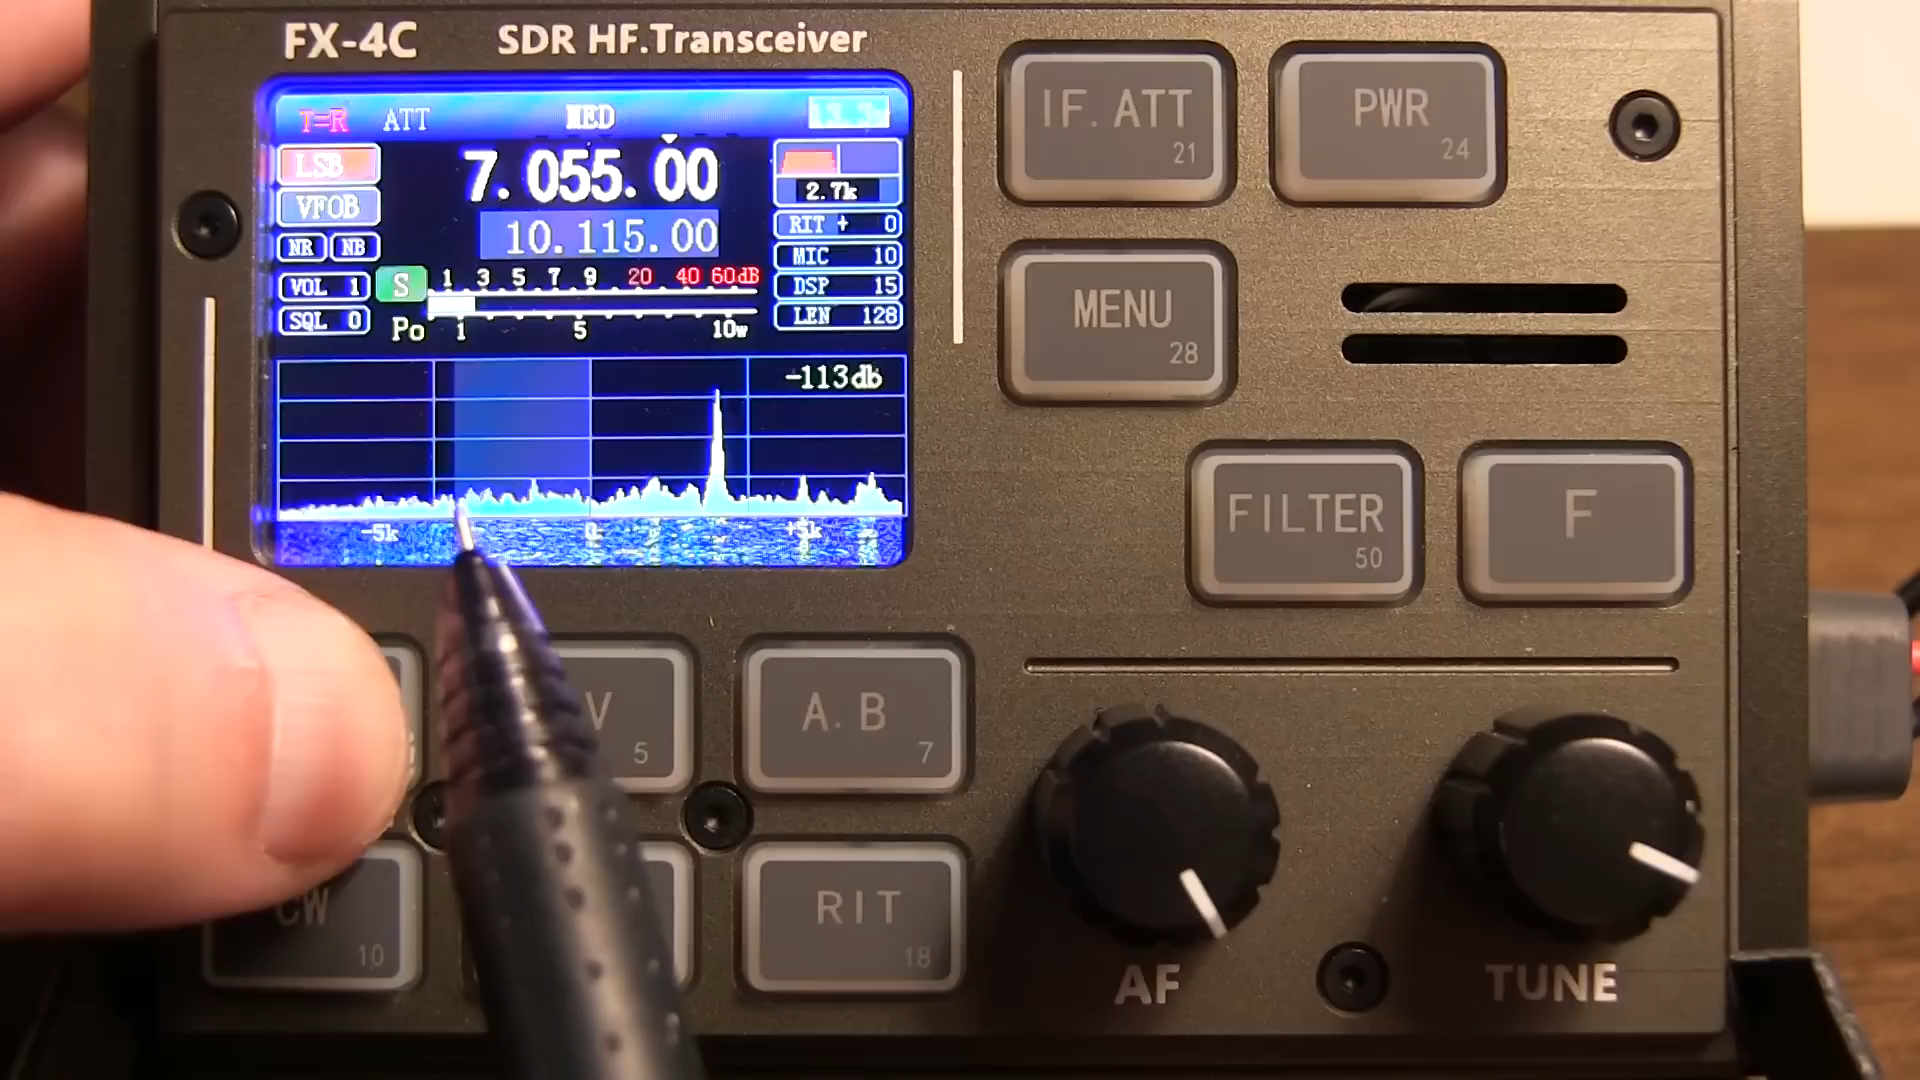 FX-4C SDR HF.Transceiver
T=R ATT MED
LSB 7.055.00
2.7k
VFOB 10.115.00 RIT + 0
NR NB MIC 10
VOL 1 S 1 3 5 7 9 20 40 60dB DSP 15
SQL 0 Po 1 5 10w LEN 128
-113db
-5k 0 +5k
IF.ATT
21
PWR
24
MENU
28
FILTER
50
F
V
5
A.B
7
CW
10
RIT
18
AF TUNE